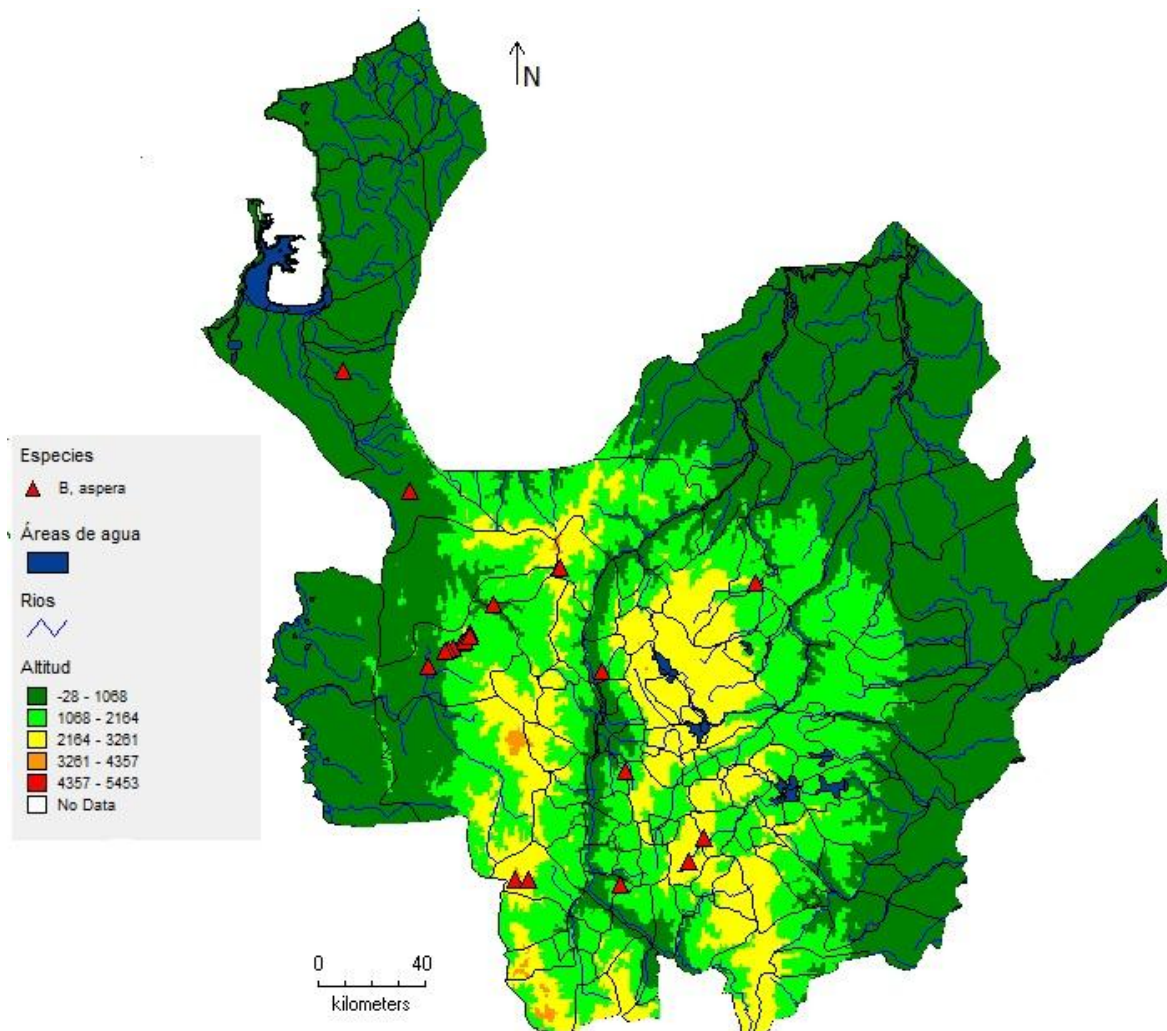 N
Especies
B, aspera
Áreas de agua
Rios
Altitud
-28 - 1068
1068 - 2164
2164 - 3261
3261 - 4357
4357 - 5453
No Data
0 40
kilometers